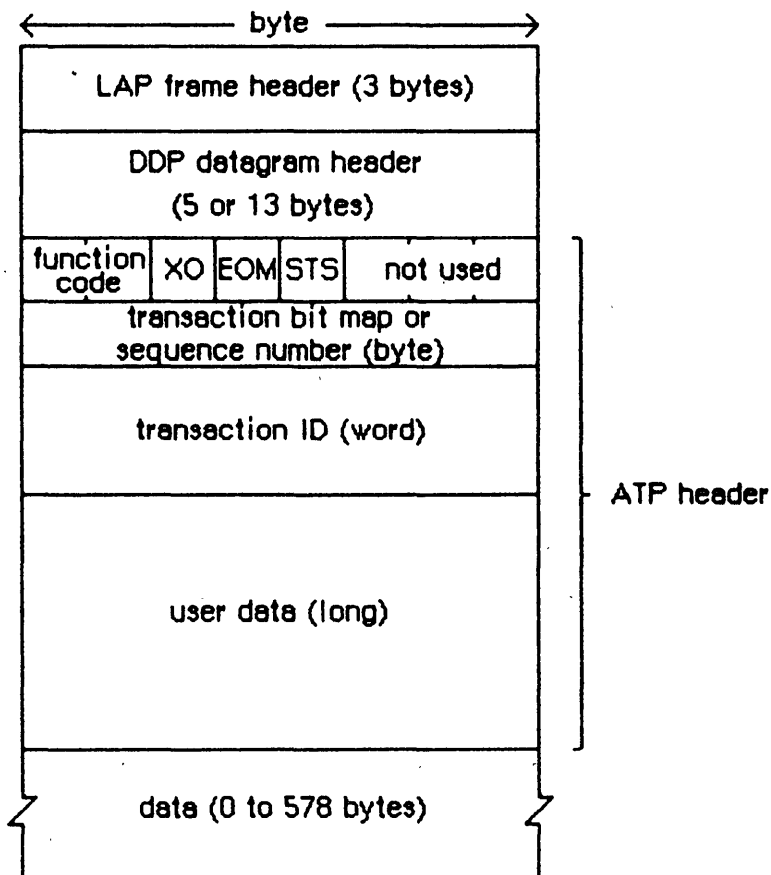 byte
LAP frame header (3 bytes)
DDP datagram header
(5 or 13 bytes)
function
code
XO
EOM
STS
not used
transaction bit map or
sequence number (byte)
transaction ID (word)
ATP header
user data (long)
data (0 to 578 bytes)